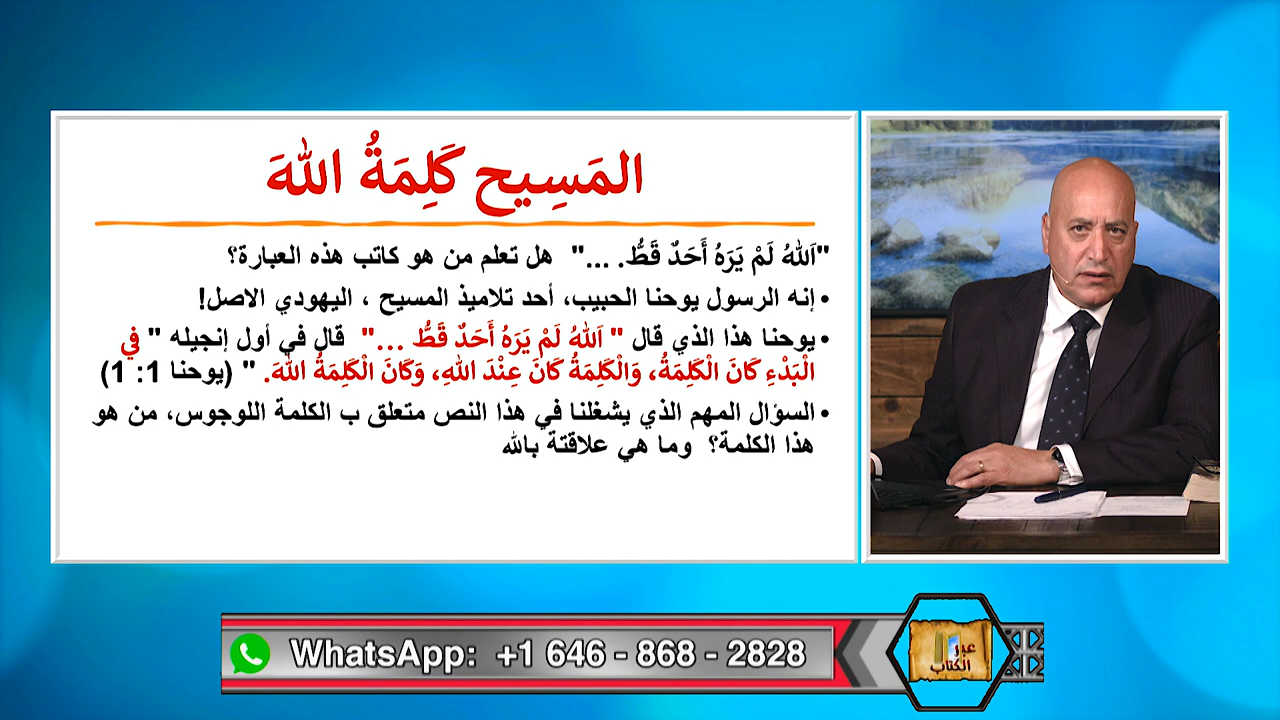 المَسِيح كَلِمَةُ اللهَ
"اَللهُ لَمْ يَرَهُ أَحَدٌ قَطُّ. ..." هل تعلم من هو كاتب هذه العبارة؟
• إنه الرسول يوحنا الحبيب، أحد تلاميذ المسيح ، اليهودي الاصل!
• يوحنا هذا الذي قال " اَللهُ لَمْ يَرَهُ أَحَدٌ قَطُّ ..." قال في أول إنجيله " فِي
الْبَدْءِ كَانَ الْكَلِمَةُ، وَالْكَلِمَةُ كَانَ عِنْدَ اللهِ، وَكَانَ الْكَلِمَةُ اللهَ. " (يوحنا 1: 1)
• السؤال المهم الذي يشغلنا في هذا النص متعلق ب الكلمة اللوجوس، من هو
هذا الكلمة؟ وما هي علاقتة بالله
WhatsApp: +1 646 - 868 - 2828
عبر
الكتاب